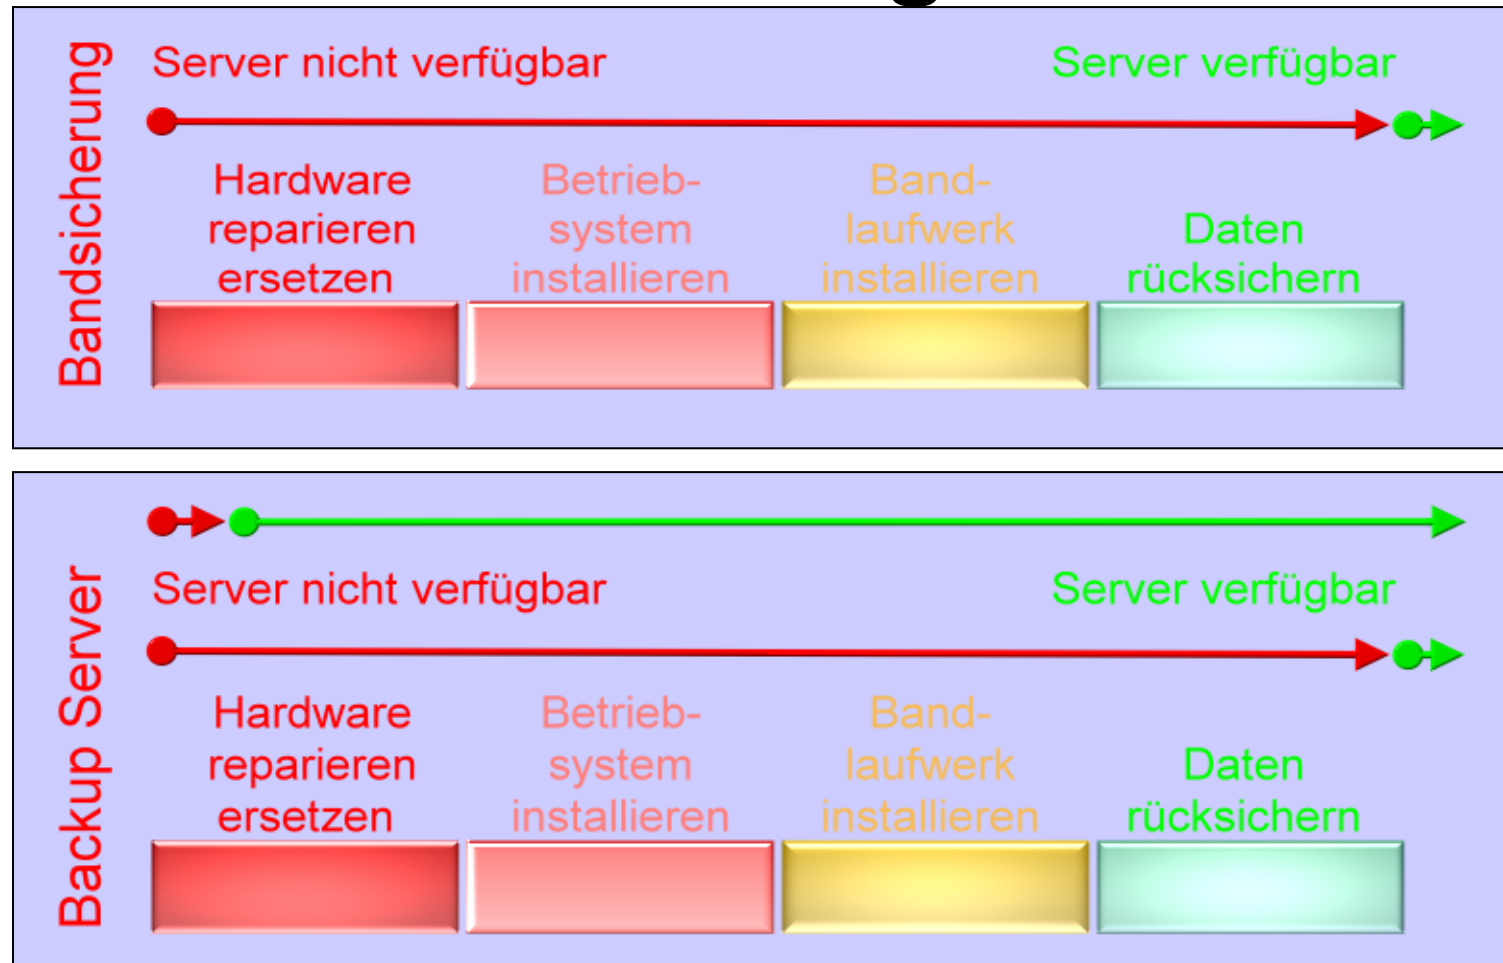 Bandsicherung
Server nicht verfügbar
Server verfügbar
Hardware
reparieren
ersetzen
Betrieb-
system
installieren
Band-
laufwerk
installieren
Daten
rücksichern
Backup Server
Server nicht verfügbar
Server verfügbar
Hardware
reparieren
ersetzen
Betrieb-
system
installieren
Band-
laufwerk
installieren
Daten
rücksichern